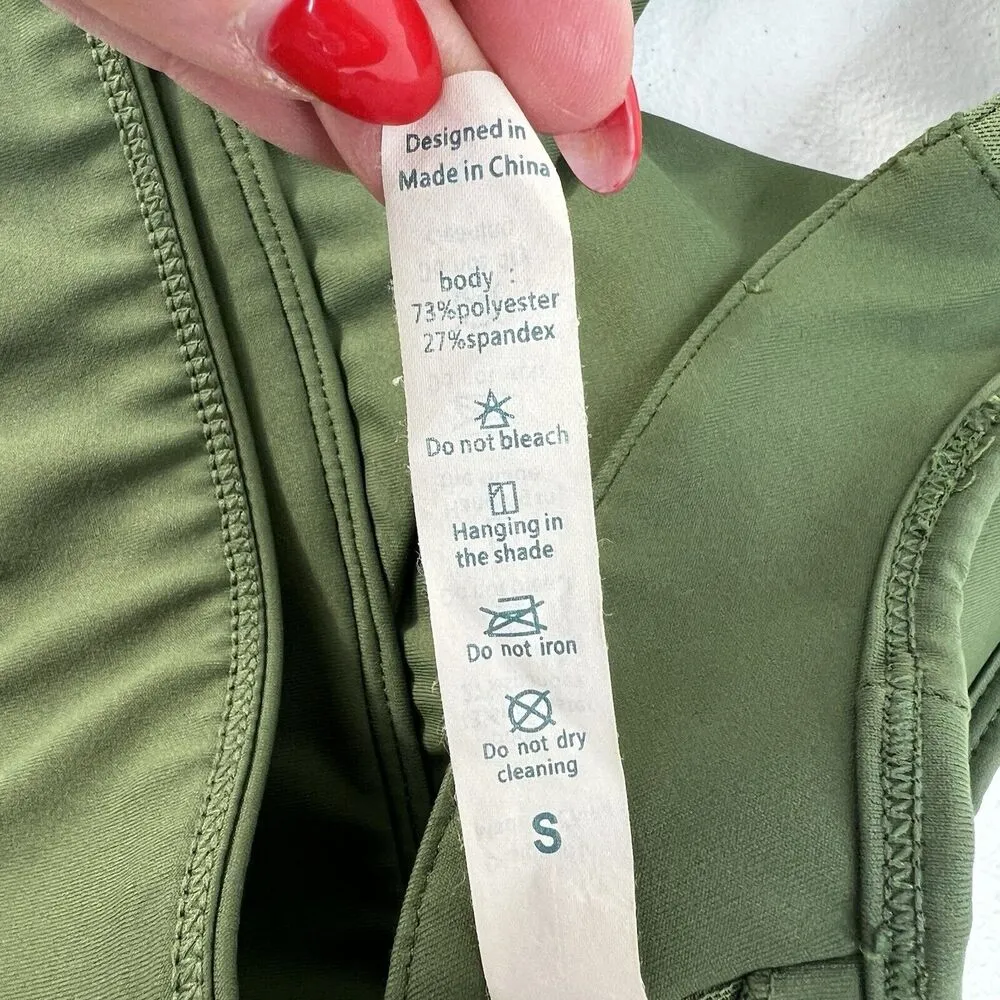 Designed in
Made in China
body :
73%polyester
27%spandex
Do not bleach
Hanging in
the shade
Do not iron
Do not dry
cleaning
S